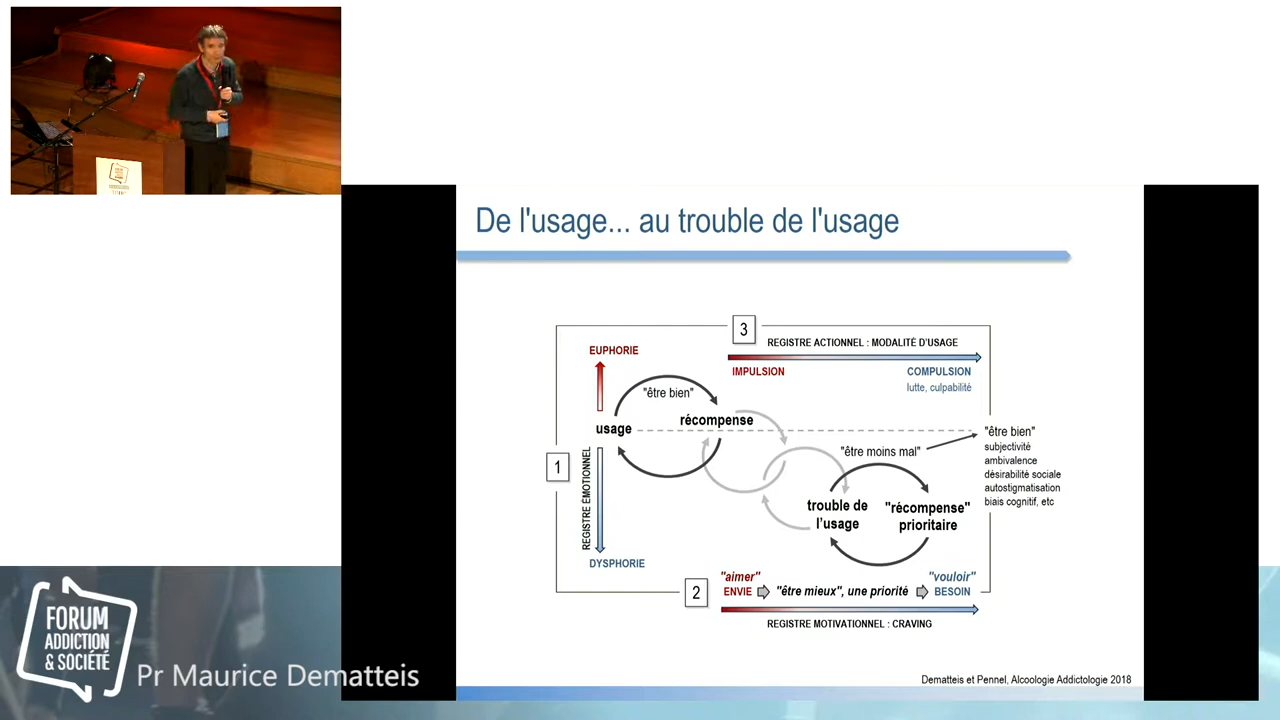 De l'usage... au trouble de l'usage
3
REGISTRE ACTIONNEL : MODALITÉ D'USAGE
EUPHORIE
IMPULSION
COMPULSION
lutte, culpabilité
"être bien"
récompense
usage
"être bien"
subjectivité
ambivalence
désirabilité sociale
autostigmatisation
biais cognitif, etc
"être moins mal"
1
REGISTRE ÉMOTIONNEL
trouble de
l'usage
"récompense"
prioritaire
DYSPHORIE
2
"aimer"
ENVIE
"être mieux", une priorité
"vouloir"
BESOIN
REGISTRE MOTIVATIONNEL : CRAVING
Dematteis et Pennel, Alcoologie Addictologie 2018
FORUM
ADDICTION
& SOCIÉTÉ
Pr Maurice Dematteis